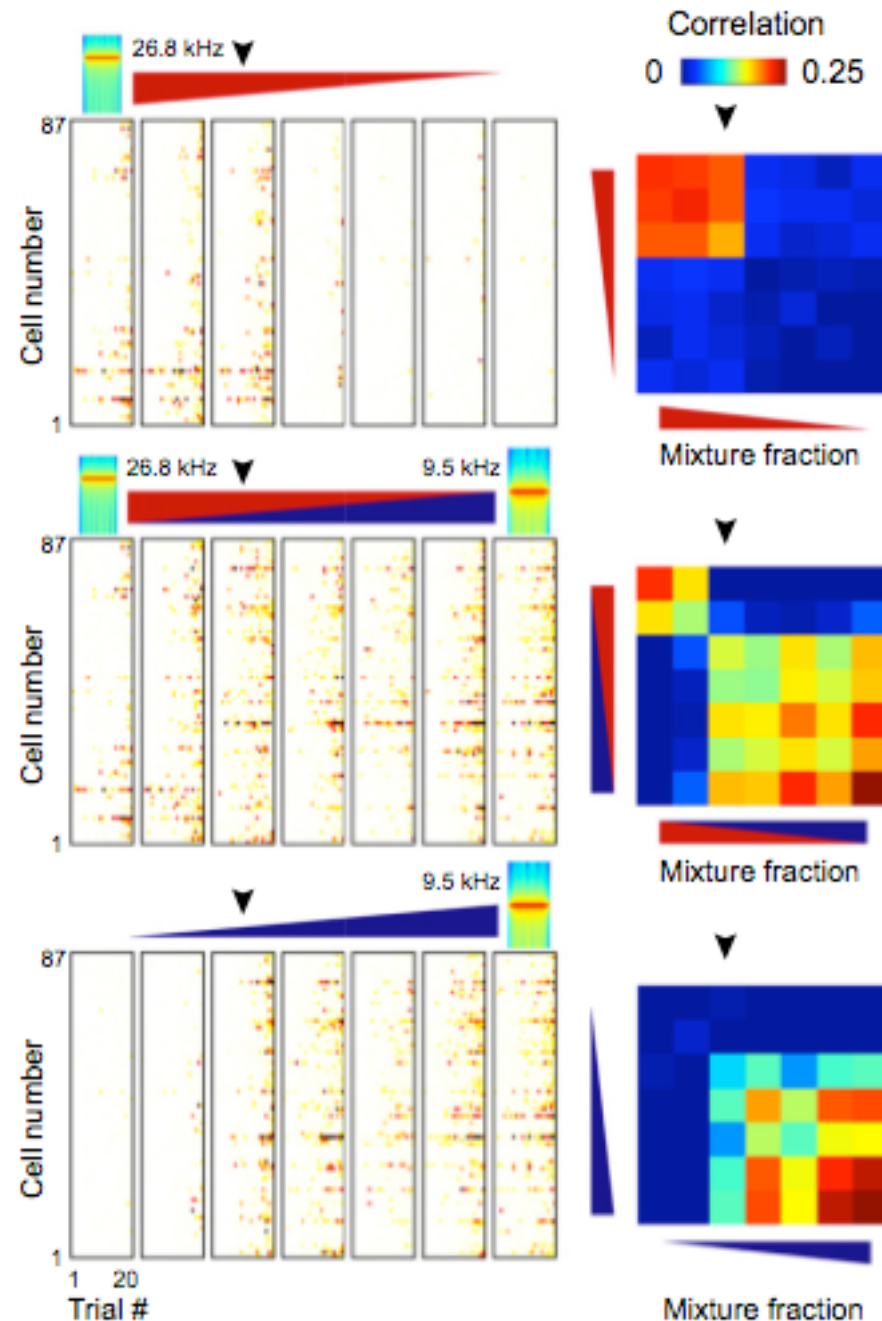 Correlation
0 0.25
26.8 kHz
87
Cell number
1
Mixture fraction
26.8 kHz 9.5 kHz
87
Cell number
1
Mixture fraction
9.5 kHz
87
Cell number
1
1 20
Trial #
Mixture fraction